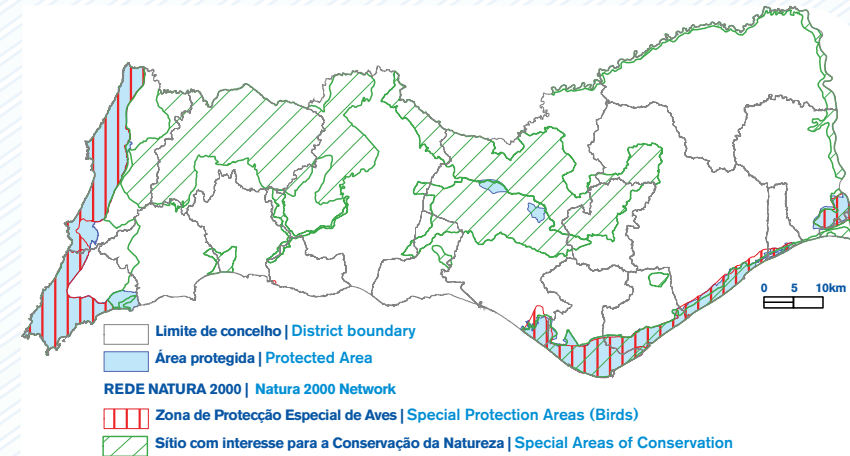 0 5 10km
Limite de concelho | District boundary
Área protegida | Protected Area
REDE NATURA 2000 | Natura 2000 Network
Zona de Protecção Especial de Aves | Special Protection Areas (Birds)
Sítio com interesse para a Conservação da Natureza | Special Areas of Conservation